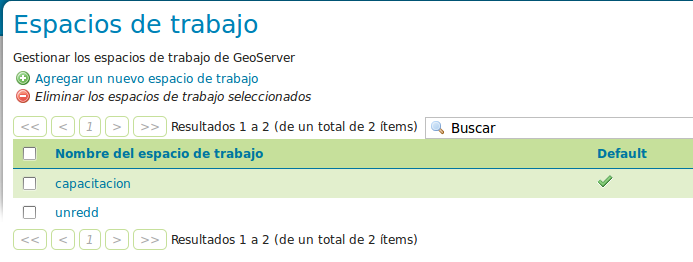 Espacios de trabajo
Gestionar los espacios de trabajo de GeoServer
Agregar un nuevo espacio de trabajo
Eliminar los espacios de trabajo seleccionados
<< < 1 > >> Resultados 1 a 2 (de un total de 2 ítems) Buscar
Nombre del espacio de trabajo Default
capacitacion
unredd
<< < 1 > >> Resultados 1 a 2 (de un total de 2 ítems)